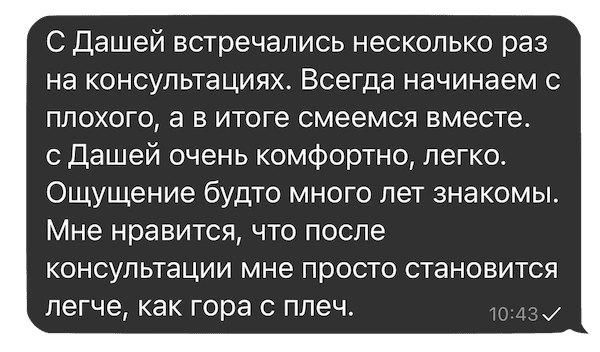 С Дашей встречались несколько раз
на консультациях. Всегда начинаем с
плохого, а в итоге смеемся вместе.
с Дашей очень комфортно, легко.
Ощущение будто много лет знакомы.
Мне нравится, что после
консультации мне просто становится
легче, как гора с плеч.
10:43